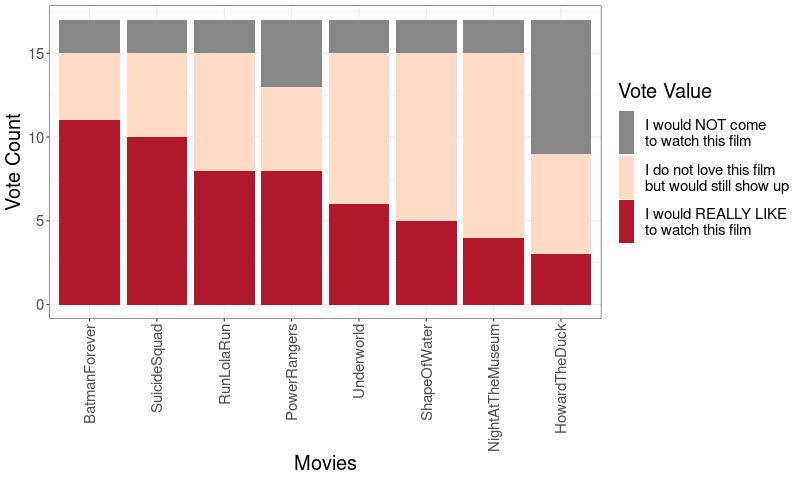 Vote Count
15
10
5
0
BatmanForever
SuicideSquad
RunLolaRun
PowerRangers
Underworld
ShapeOfWater
NightAtTheMuseum
HowardTheDuck
Movies
Vote Value
I would NOT come
to watch this film
I do not love this film
but would still show up
I would REALLY LIKE
to watch this film